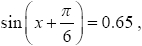 sin(x + π/6) = 0.65 ,